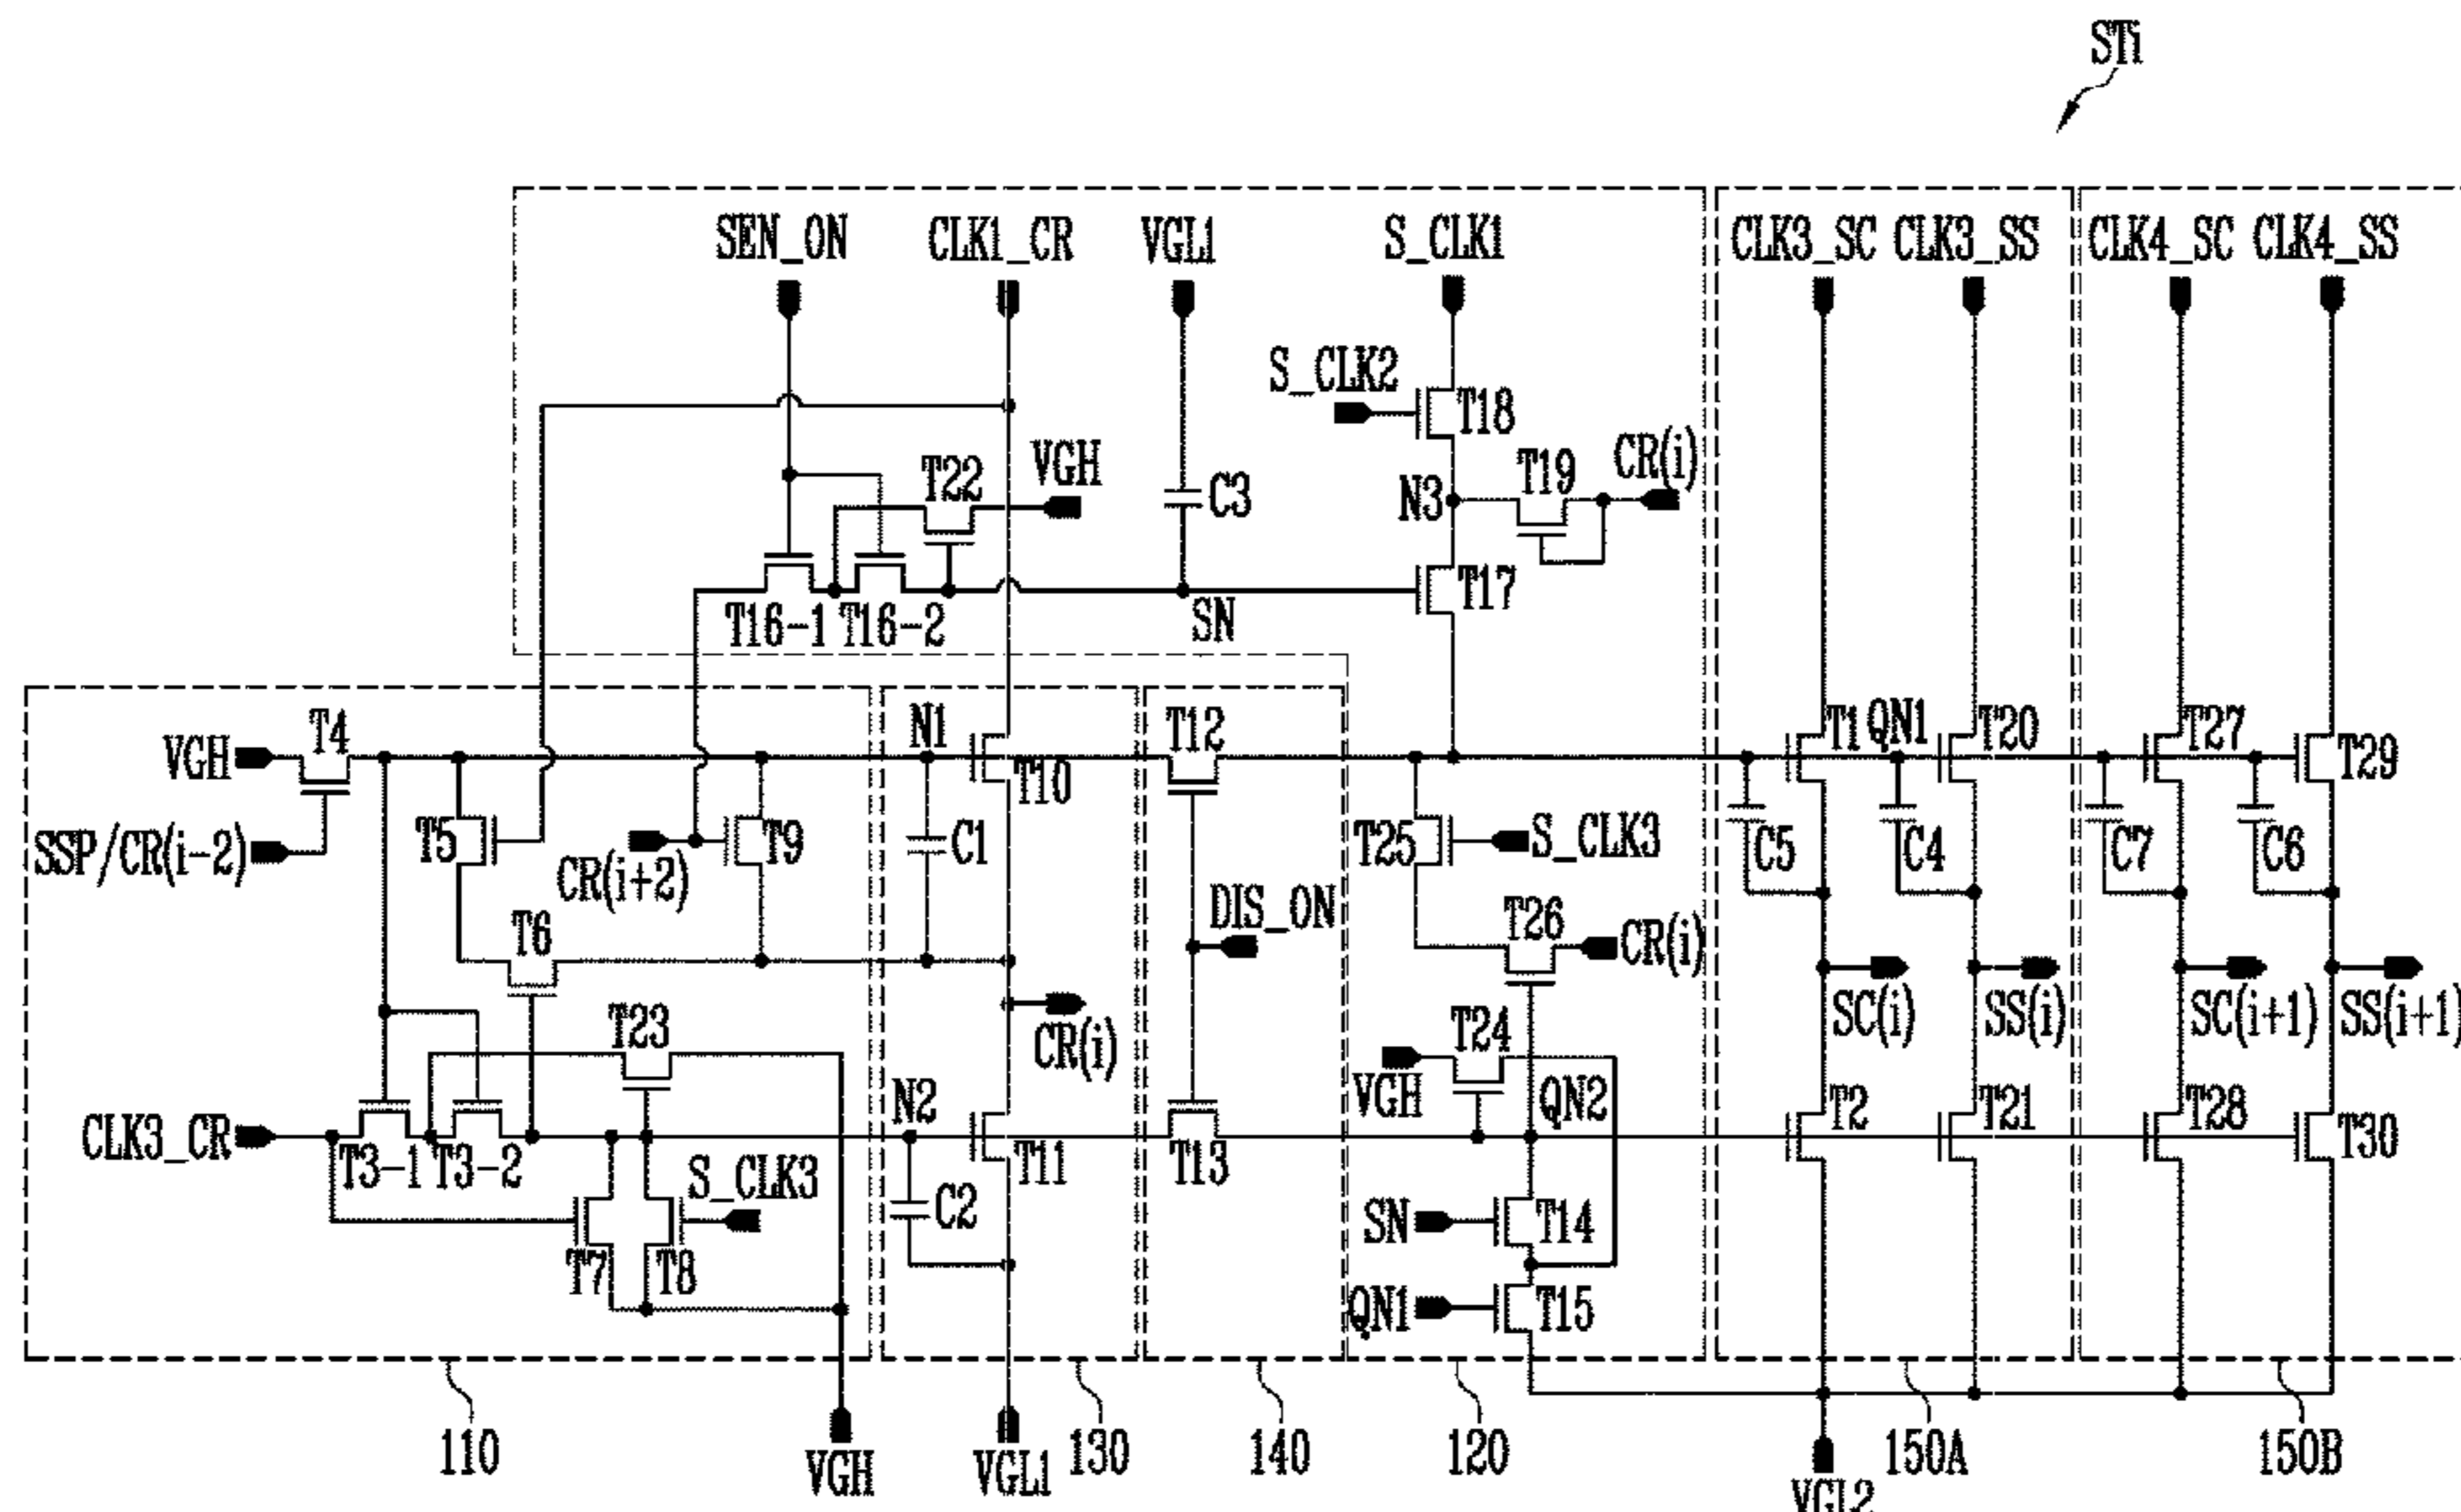 STi
SEN_ON CLK1_CR VGL1 S_CLK1 CLK3_SC CLK3_SS CLK4_SC CLK4_SS
S_CLK2
T18
T22 VGH C3 N3 T19 CR(i)
T17
T16-1 T16-2 SN
VGH T4 N1 T10 T12 T1 QN1 T20 T27 T29
SSP/CR(i-2) T5 CR(i+2) T9 C1 T25 S_CLK3 C5 C4 C7 C6
T6 DIS_ON T26 CR(i)
SC(i) SS(i) SC(i+1) SS(i+1)
T23 CR(i) T24 VGH QN2
CLK3_CR T3-1 T3-2 N2 T11 T13 T2 T21 T28 T30
S_CLK3 C2 SN T14
T7 T8 QN1 T15
110 VGH VGL1 130 140 120 VGL2 150A 150B